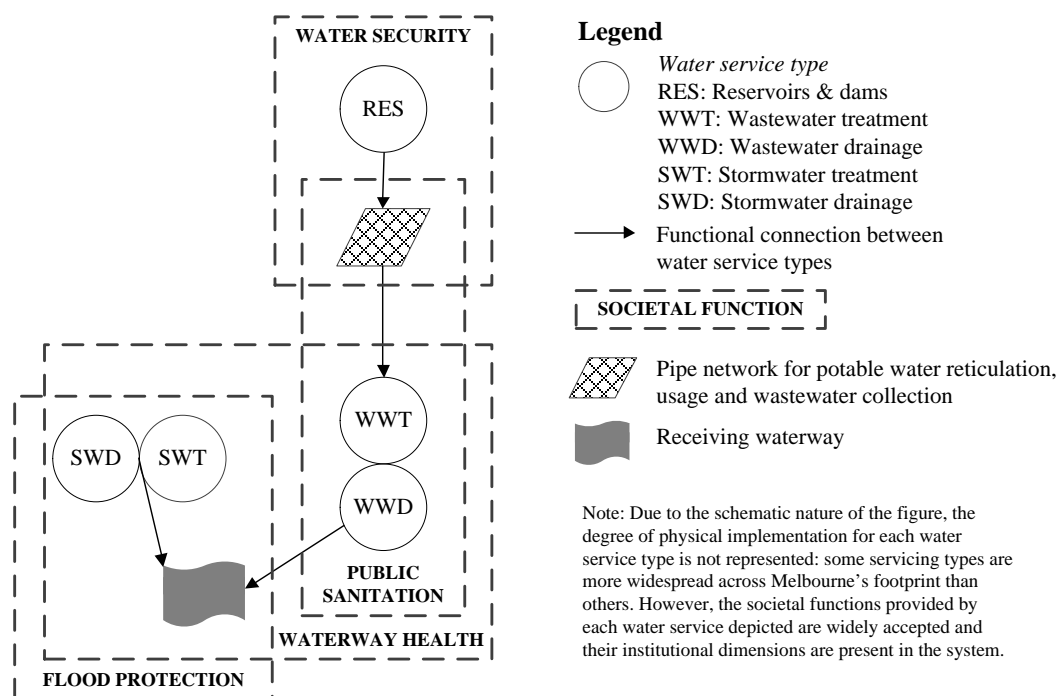 WATER SECURITY
RES
WWT
SWD
SWT
WWD
PUBLIC
SANITATION
WATERWAY HEALTH
FLOOD PROTECTION
Legend
Water service type
RES: Reservoirs & dams
WWT: Wastewater treatment
WWD: Wastewater drainage
SWT: Stormwater treatment
SWD: Stormwater drainage
Functional connection between
water service types
SOCIETAL FUNCTION
Pipe network for potable water reticulation,
usage and wastewater collection
Receiving waterway
Note: Due to the schematic nature of the figure, the
degree of physical implementation for each water
service type is not represented: some servicing types are
more widespread across Melbourne's footprint than
others. However, the societal functions provided by
each water service depicted are widely accepted and
their institutional dimensions are present in the system.